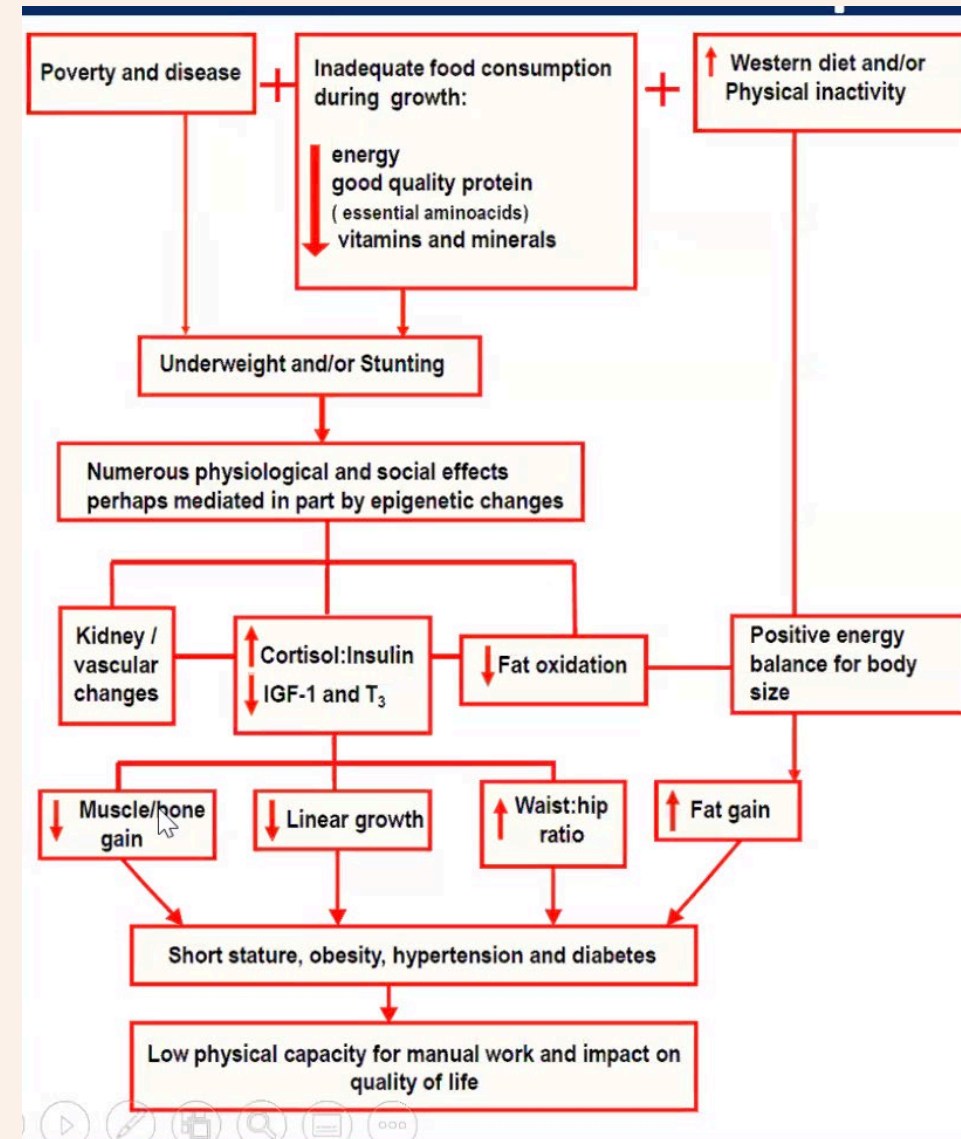 Poverty and disease
+
Inadequate food consumption
during growth:
energy
good quality protein
( essential aminoacids)
vitamins and minerals
+
Western diet and/or
Physical inactivity
Underweight and/or Stunting
Numerous physiological and social effects
perhaps mediated in part by epigenetic changes
Kidney /
vascular
changes
Cortisol:Insulin
IGF-1 and T₃
Fat oxidation
Positive energy
balance for body
size
Muscle/bone
gain
Linear growth
Waist:hip
ratio
Fat gain
Short stature, obesity, hypertension and diabetes
Low physical capacity for manual work and impact on
quality of life